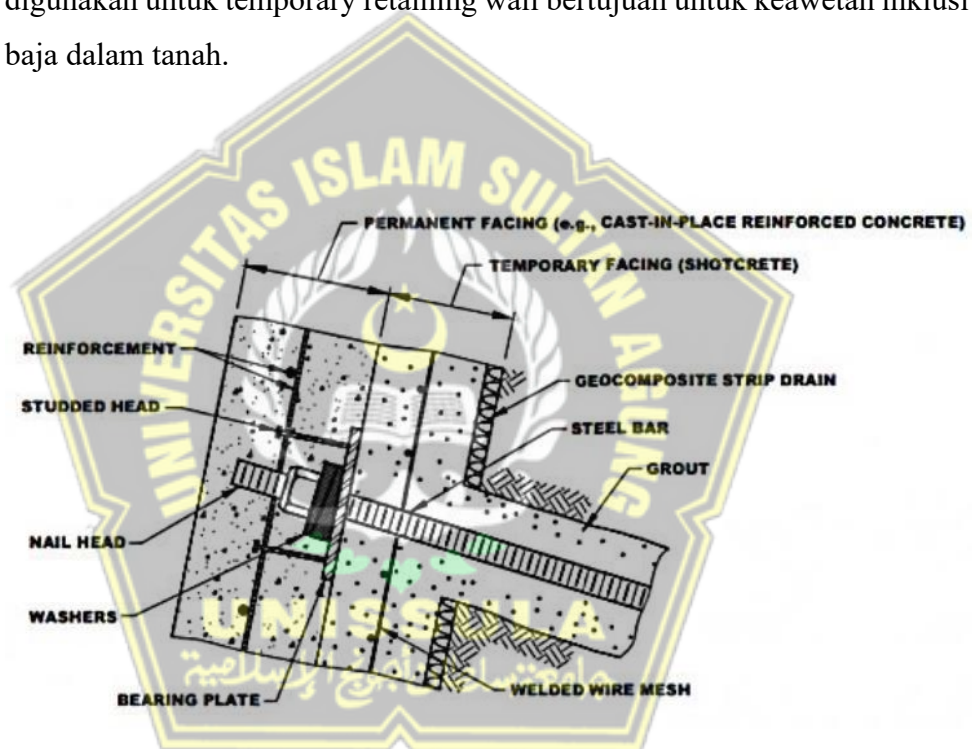 digunakan untuk temporary retaining wall bertujuan untuk keawetan inklusi
baja dalam tanah.
UNIVERSITAS ISLAM SULTAN AGUNG
PERMANENT FACING (e.g., CAST-IN-PLACE REINFORCED CONCRETE)
TEMPORARY FACING (SHOTCRETE)
REINFORCEMENT
GEOCOMPOSITE STRIP DRAIN
STUDDED HEAD
STEEL BAR
GROUT
NAIL HEAD
WASHERS
UNISSULA
WELDED WIRE MESH
BEARING PLATE